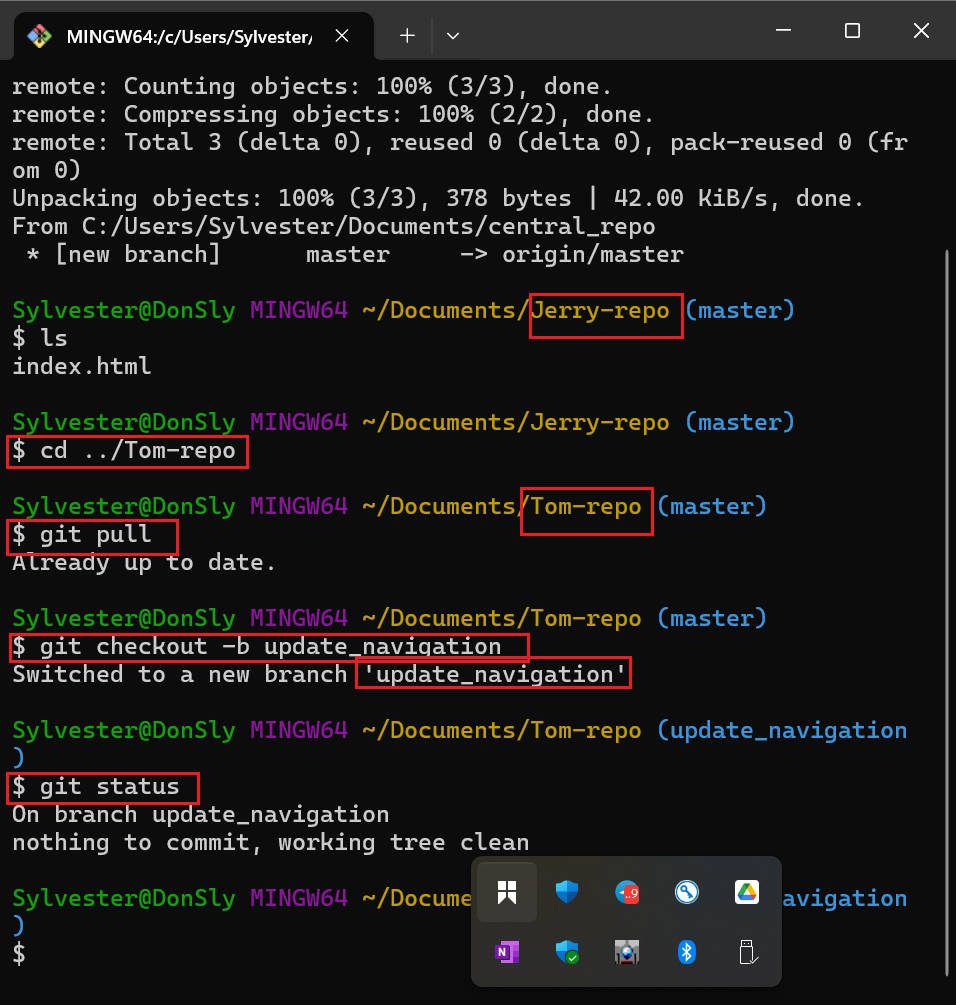 MINGW64:/c/Users/Sylvester/
remote: Counting objects: 100% (3/3), done.
remote: Compressing objects: 100% (2/2), done.
remote: Total 3 (delta 0), reused 0 (delta 0), pack-reused 0 (fr
om 0)
Unpacking objects: 100% (3/3), 378 bytes | 42.00 KiB/s, done.
From C:/Users/Sylvester/Documents/central_repo
 * [new branch]      master     -> origin/master
Sylvester@DonSly MINGW64 ~/Documents/Jerry-repo (master)
$ ls
index.html
Sylvester@DonSly MINGW64 ~/Documents/Jerry-repo (master)
$ cd ../Tom-repo
Sylvester@DonSly MINGW64 ~/Documents/Tom-repo (master)
$ git pull
Already up to date.
Sylvester@DonSly MINGW64 ~/Documents/Tom-repo (master)
$ git checkout -b update_navigation
Switched to a new branch 'update_navigation'
Sylvester@DonSly MINGW64 ~/Documents/Tom-repo (update_navigation
)
$ git status
On branch update_navigation
nothing to commit, working tree clean
Sylvester@DonSly MINGW64 ~/Docume avigation
)
$
..9
N